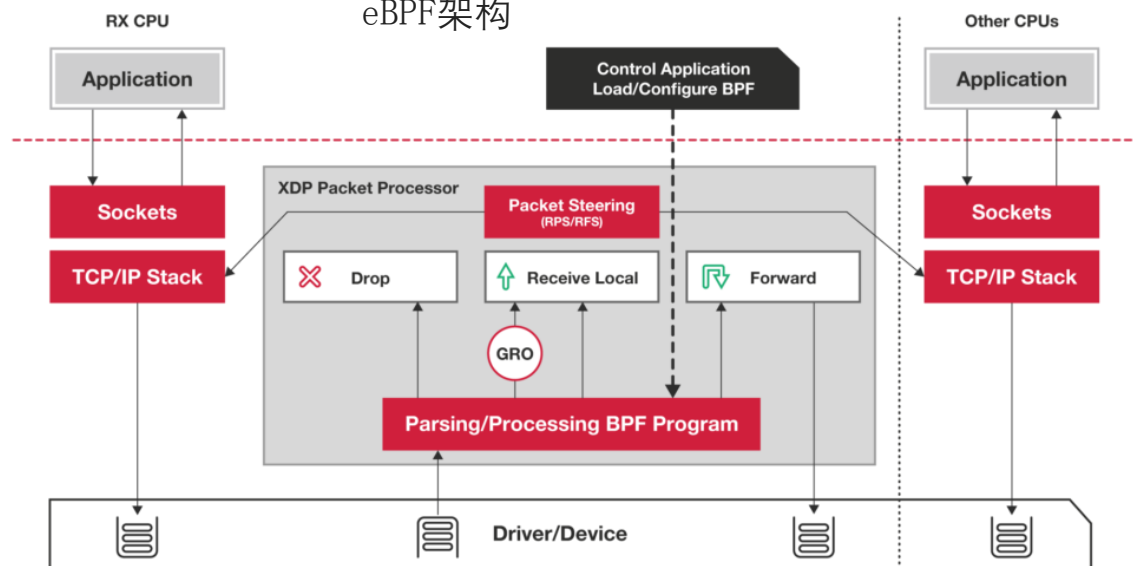 eBPF架构
RX CPU
Other CPUs
Application
Control Application
Load/Configure BPF
Application
XDP Packet Processor
Sockets
Packet Steering
(RPS/RFS)
Sockets
TCP/IP Stack
Drop
Receive Local
Forward
TCP/IP Stack
GRO
Parsing/Processing BPF Program
Driver/Device